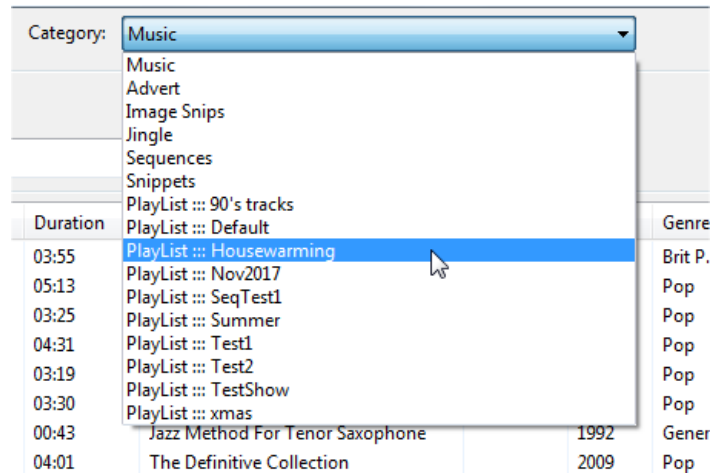 Category: Music
Music
Advert
Image Snips
Jingle
Sequences
Snippets
PlayList ::: 90's tracks
Duration PlayList ::: Default Genre
03:55 PlayList ::: Housewarming Brit P.
05:13 PlayList ::: Nov2017 Pop
03:25 PlayList ::: SeqTest1 Pop
PlayList ::: Summer
04:31 PlayList ::: Test1 Pop
03:19 PlayList ::: Test2 Pop
PlayList ::: TestShow
03:30 PlayList ::: xmas Pop
00:43 Jazz Method For Tenor Saxophone 1992 Gener
04:01 The Definitive Collection 2009 Pop